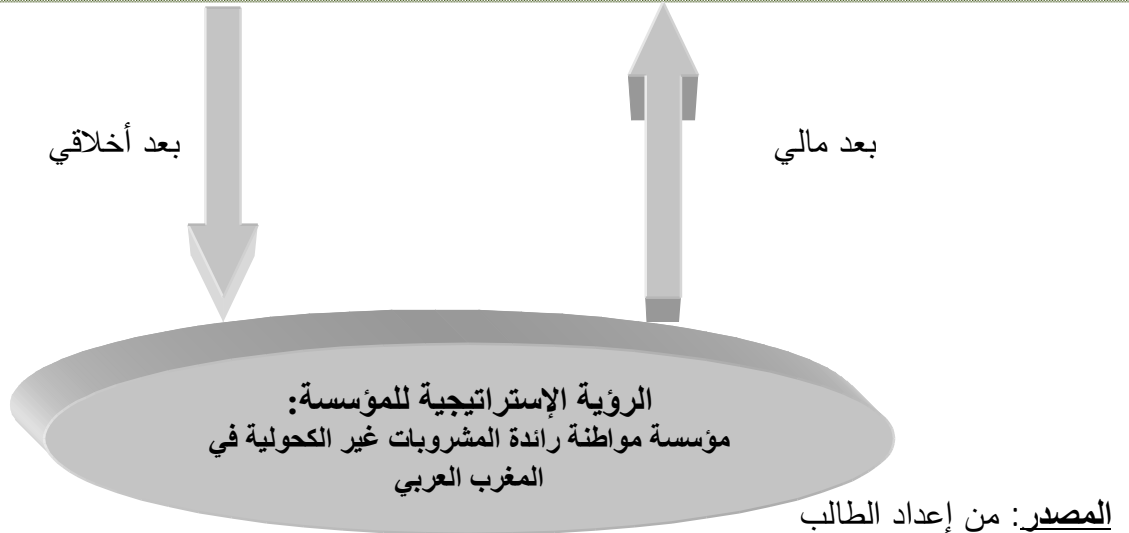 بعد مالي
بعد أخلاقي
الرؤية الإستراتيجية للمؤسسة:
مؤسسة مواطنة رائدة المشروبات غير الكحولية في
المغرب العربي
المصدر: من إعداد الطالب